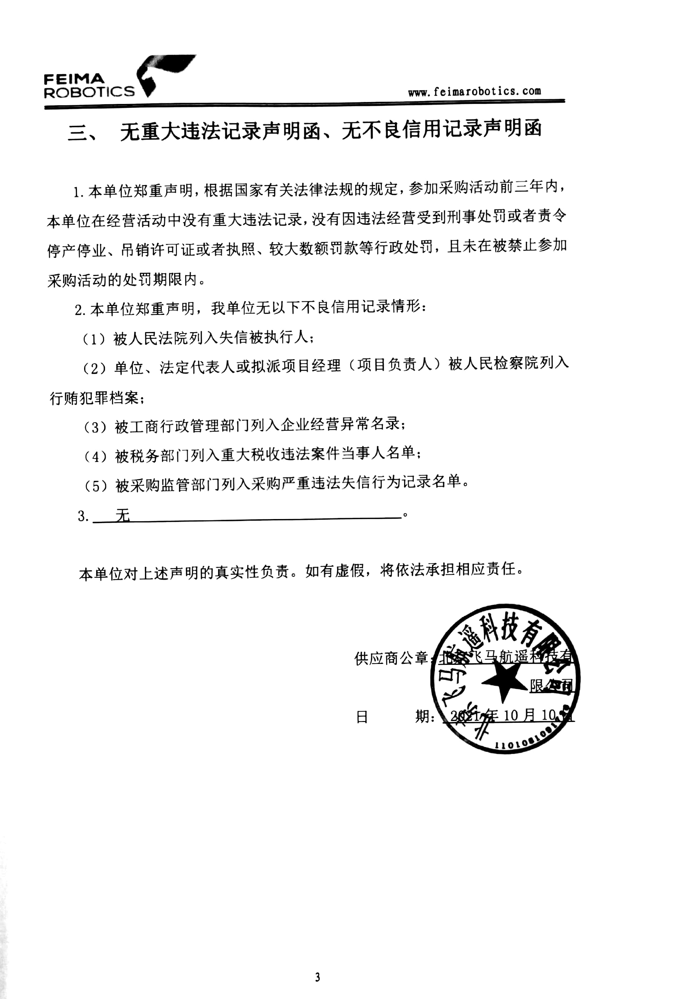 FEIMA
ROBOTICS
www.feimarobotics.com
三、 无重大违法记录声明函、无不良信用记录声明函
1.本单位郑重声明,根据国家有关法律法规的规定,参加采购活动前三年内,
本单位在经营活动中没有重大违法记录,没有因违法经营受到刑事处罚或者责令
停产停业、吊销许可证或者执照、较大数额罚款等行政处罚,且未在被禁止参加
采购活动的处罚期限内。
2.本单位郑重声明，我单位无以下不良信用记录情形：
（1）被人民法院列入失信被执行人；
（2）单位、法定代表人或拟派项目经理（项目负责人）被人民检察院列入
行贿犯罪档案；
（3）被工商行政管理部门列入企业经营异常名录；
（4）被税务部门列入重大税收违法案件当事人名单；
（5）被采购监管部门列入采购严重违法失信行为记录名单。
3. 无 。
本单位对上述声明的真实性负责。如有虚假，将依法承担相应责任。
供应商公章：北京飞马航遥科技有
限公司
日 期：2021年10月10日
北京飞马航遥科技有限公司
3